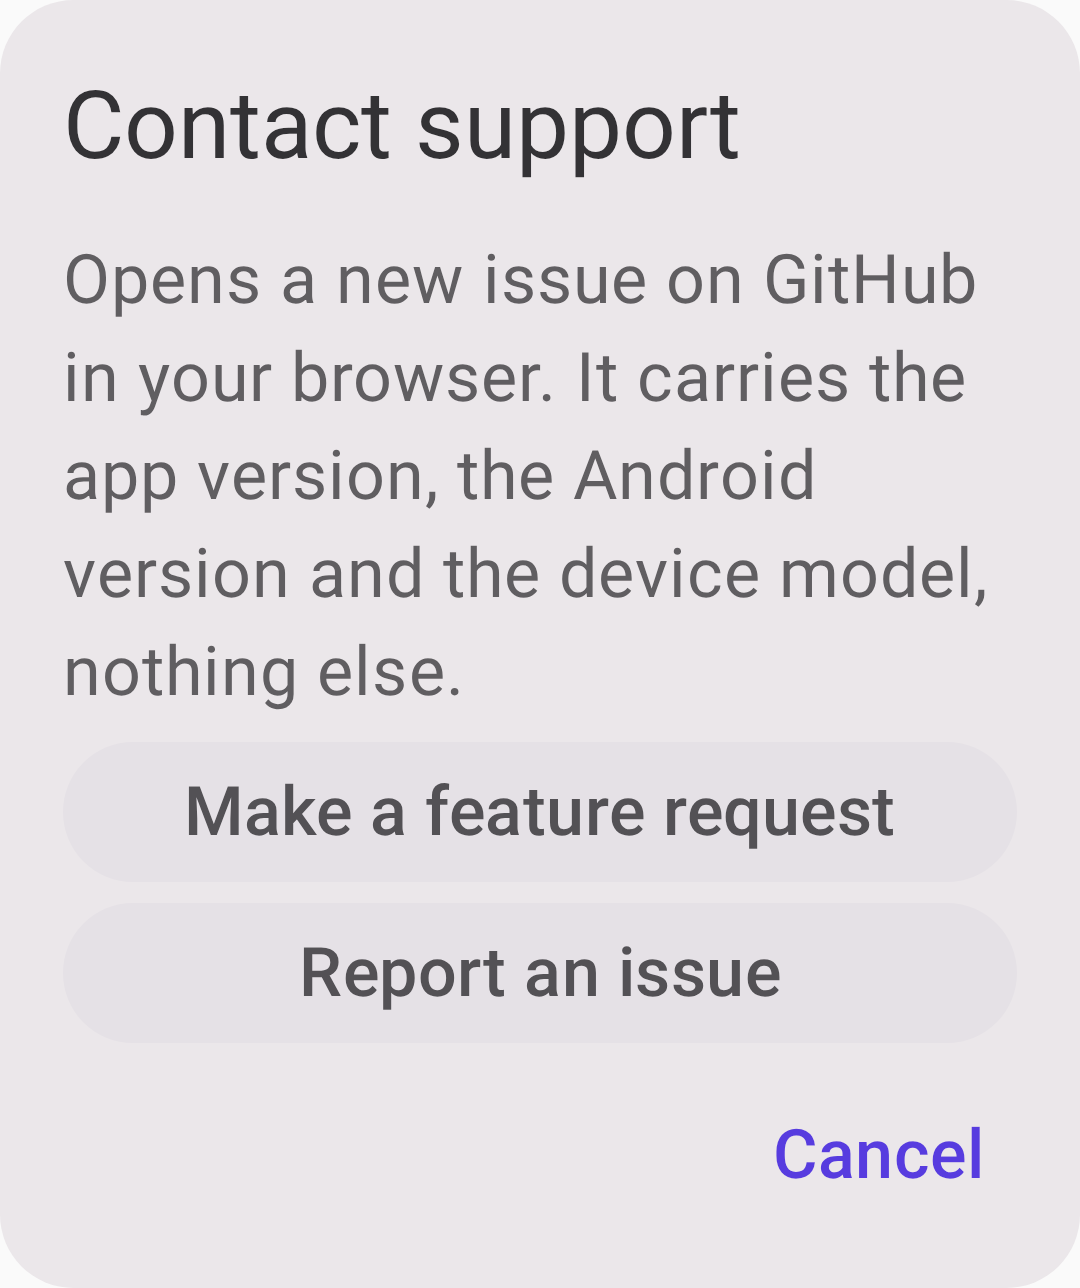 Contact support
Opens a new issue on GitHub
in your browser. It carries the
app version, the Android
version and the device model,
nothing else.
Make a feature request
Report an issue
Cancel